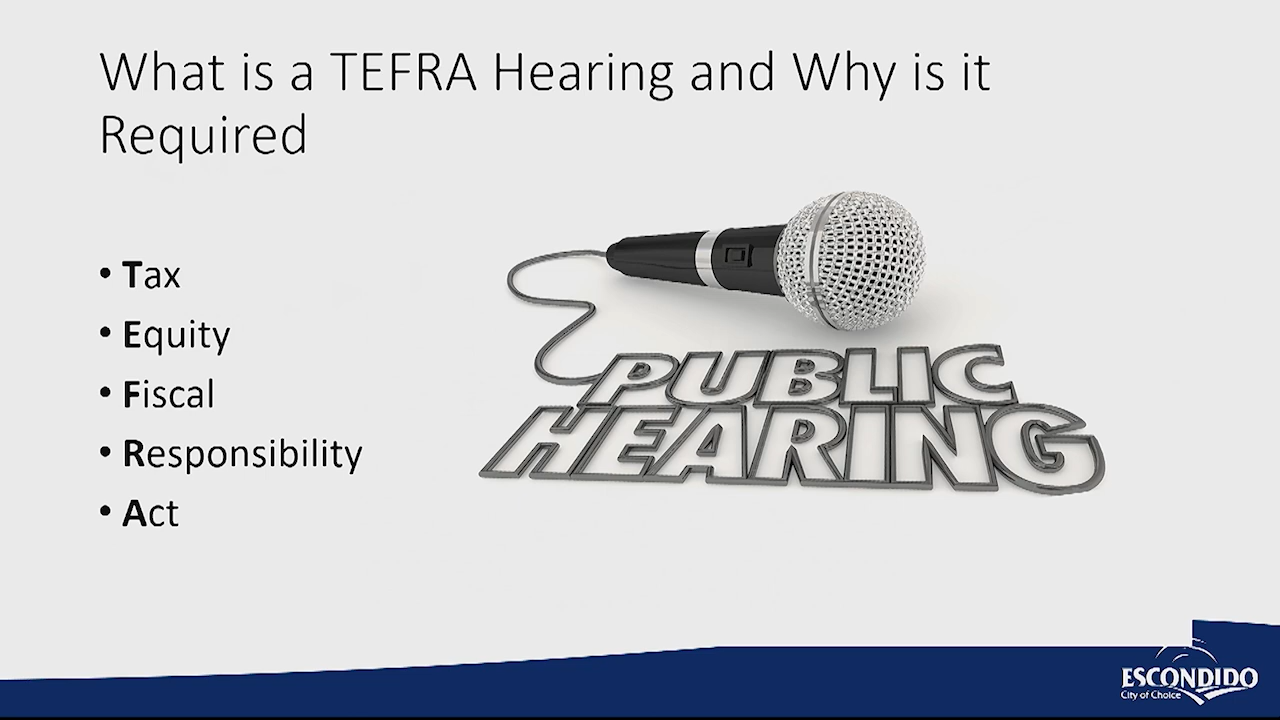 What is a TEFRA Hearing and Why is it
Required
• Tax
• Equity
• Fiscal
• Responsibility
• Act
PUBLIC
HEARING
ESCONDIDO
City of Choice